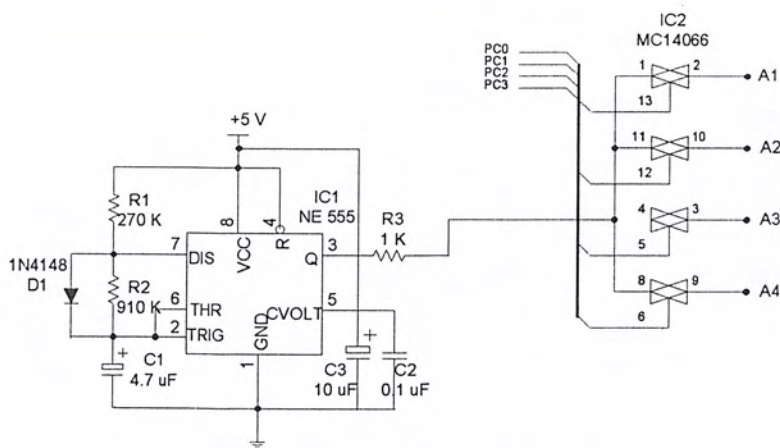 IC2
MC14066
PC0
PC1
PC2
PC3
1
2
A1
13
+5 V
11
10
A2
12
R1
270 K
8
4
IC1
NE 555
R3
1 K
4
3
A3
5
7
DIS
VCC
R
Q
3
1N4148
D1
R2
910 K
6
THR
5
CVOLT
8
9
A4
6
2
TRIG
GND
C1
4.7 uF
1
C3
10 uF
C2
0.1 uF